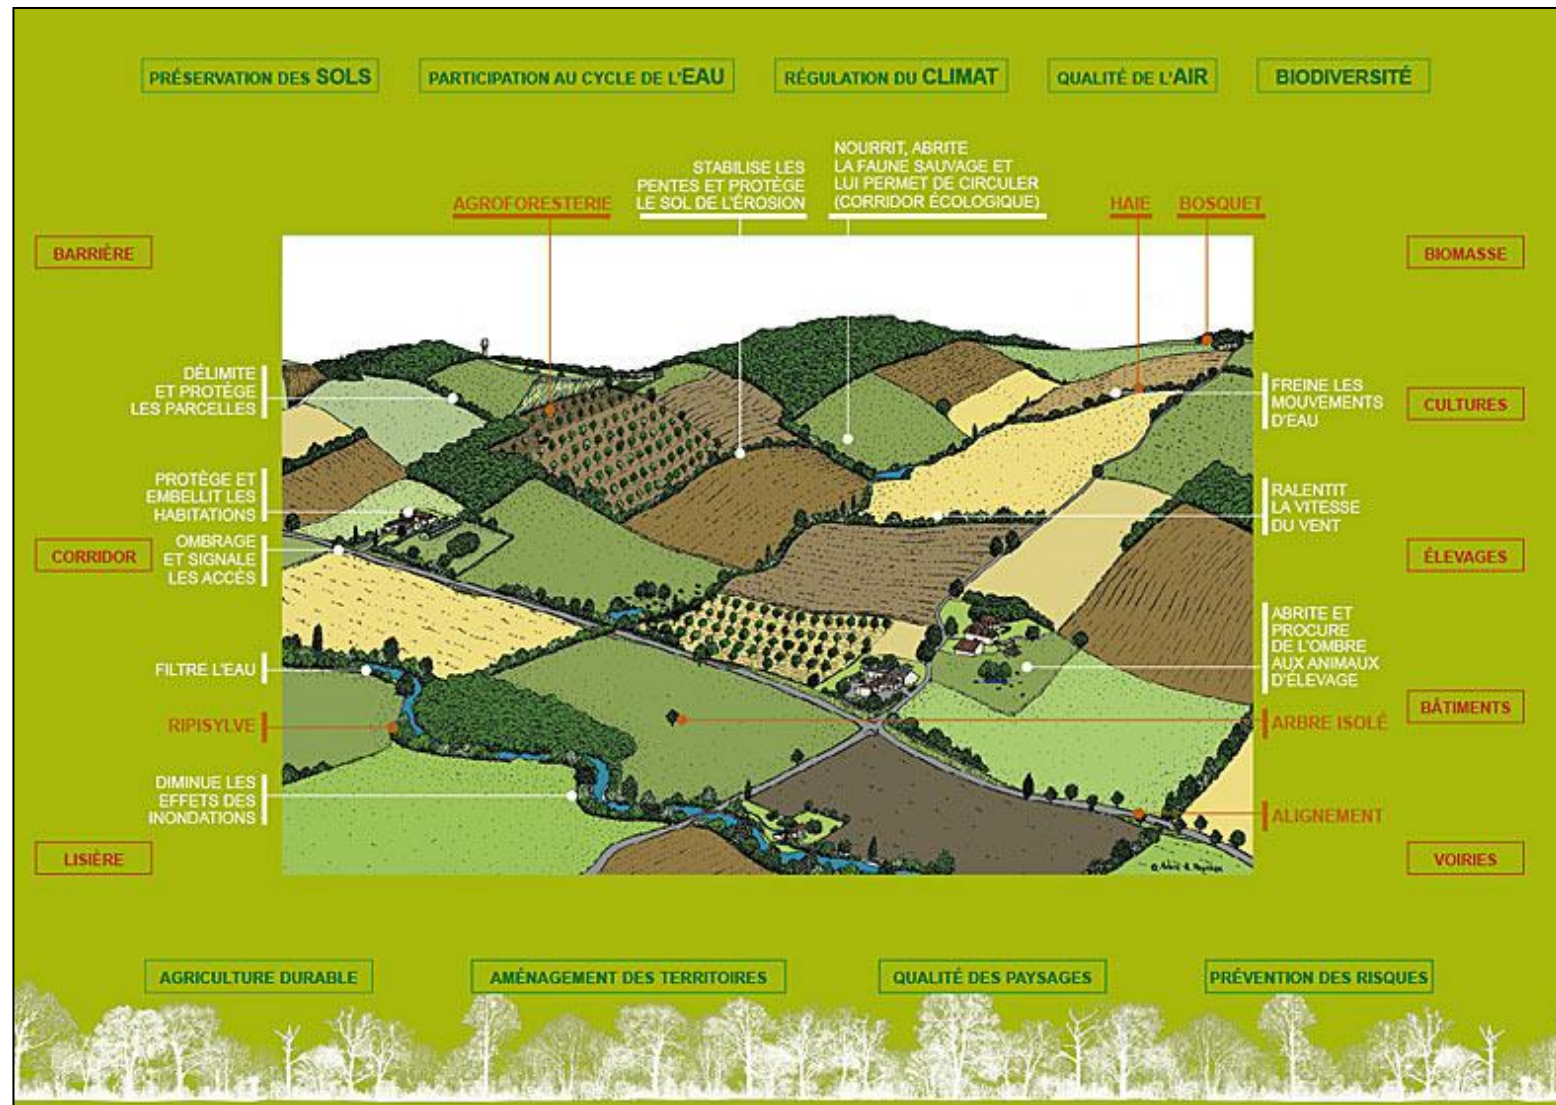 PRÉSERVATION DES SOLS
PARTICIPATION AU CYCLE DE L'EAU
RÉGULATION DU CLIMAT
QUALITÉ DE L'AIR
BIODIVERSITÉ
AGROFORESTERIE
STABILISE LES
PENTES ET PROTÈGE
LE SOL DE L'ÉROSION
NOURRIT, ABRITE
LA FAUNE SAUVAGE ET
LUI PERMET DE CIRCULER
(CORRIDOR ÉCOLOGIQUE)
HAIE
BOSQUET
BARRIÈRE
BIOMASSE
DÉLIMITE
ET PROTÈGE
LES PARCELLES
FREINE LES
MOUVEMENTS
D'EAU
CULTURES
PROTÈGE ET
EMBELLIT LES
HABITATIONS
RALENTIT
LA VITESSE
DU VENT
CORRIDOR
OMBRAGE
ET SIGNALE
LES ACCÈS
ÉLEVAGES
ABRITE ET
PROCURE
DE L'OMBRE
AUX ANIMAUX
D'ÉLEVAGE
FILTRE L'EAU
RIPISYLVE
ARBRE ISOLÉ
BÂTIMENTS
DIMINUE LES
EFFETS DES
INONDATIONS
ALIGNEMENT
LISIÈRE
VOIRIES
AGRICULTURE DURABLE
AMÉNAGEMENT DES TERRITOIRES
QUALITÉ DES PAYSAGES
PRÉVENTION DES RISQUES